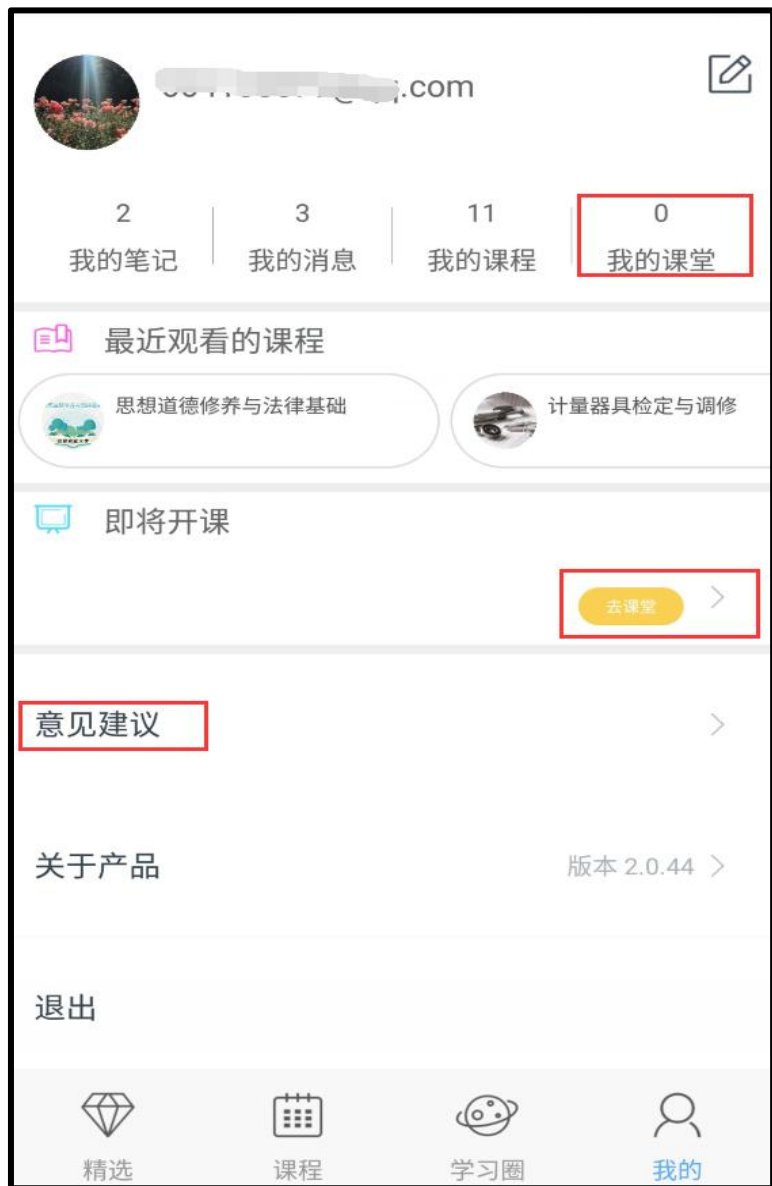 .com
2 3 11 0
我的笔记 我的消息 我的课程 我的课堂
最近观看的课程
思想道德修养与法律基础 计量器具检定与调修
即将开课
去课堂
意见建议
关于产品 版本 2.0.44
退出
精选 课程 学习圈 我的